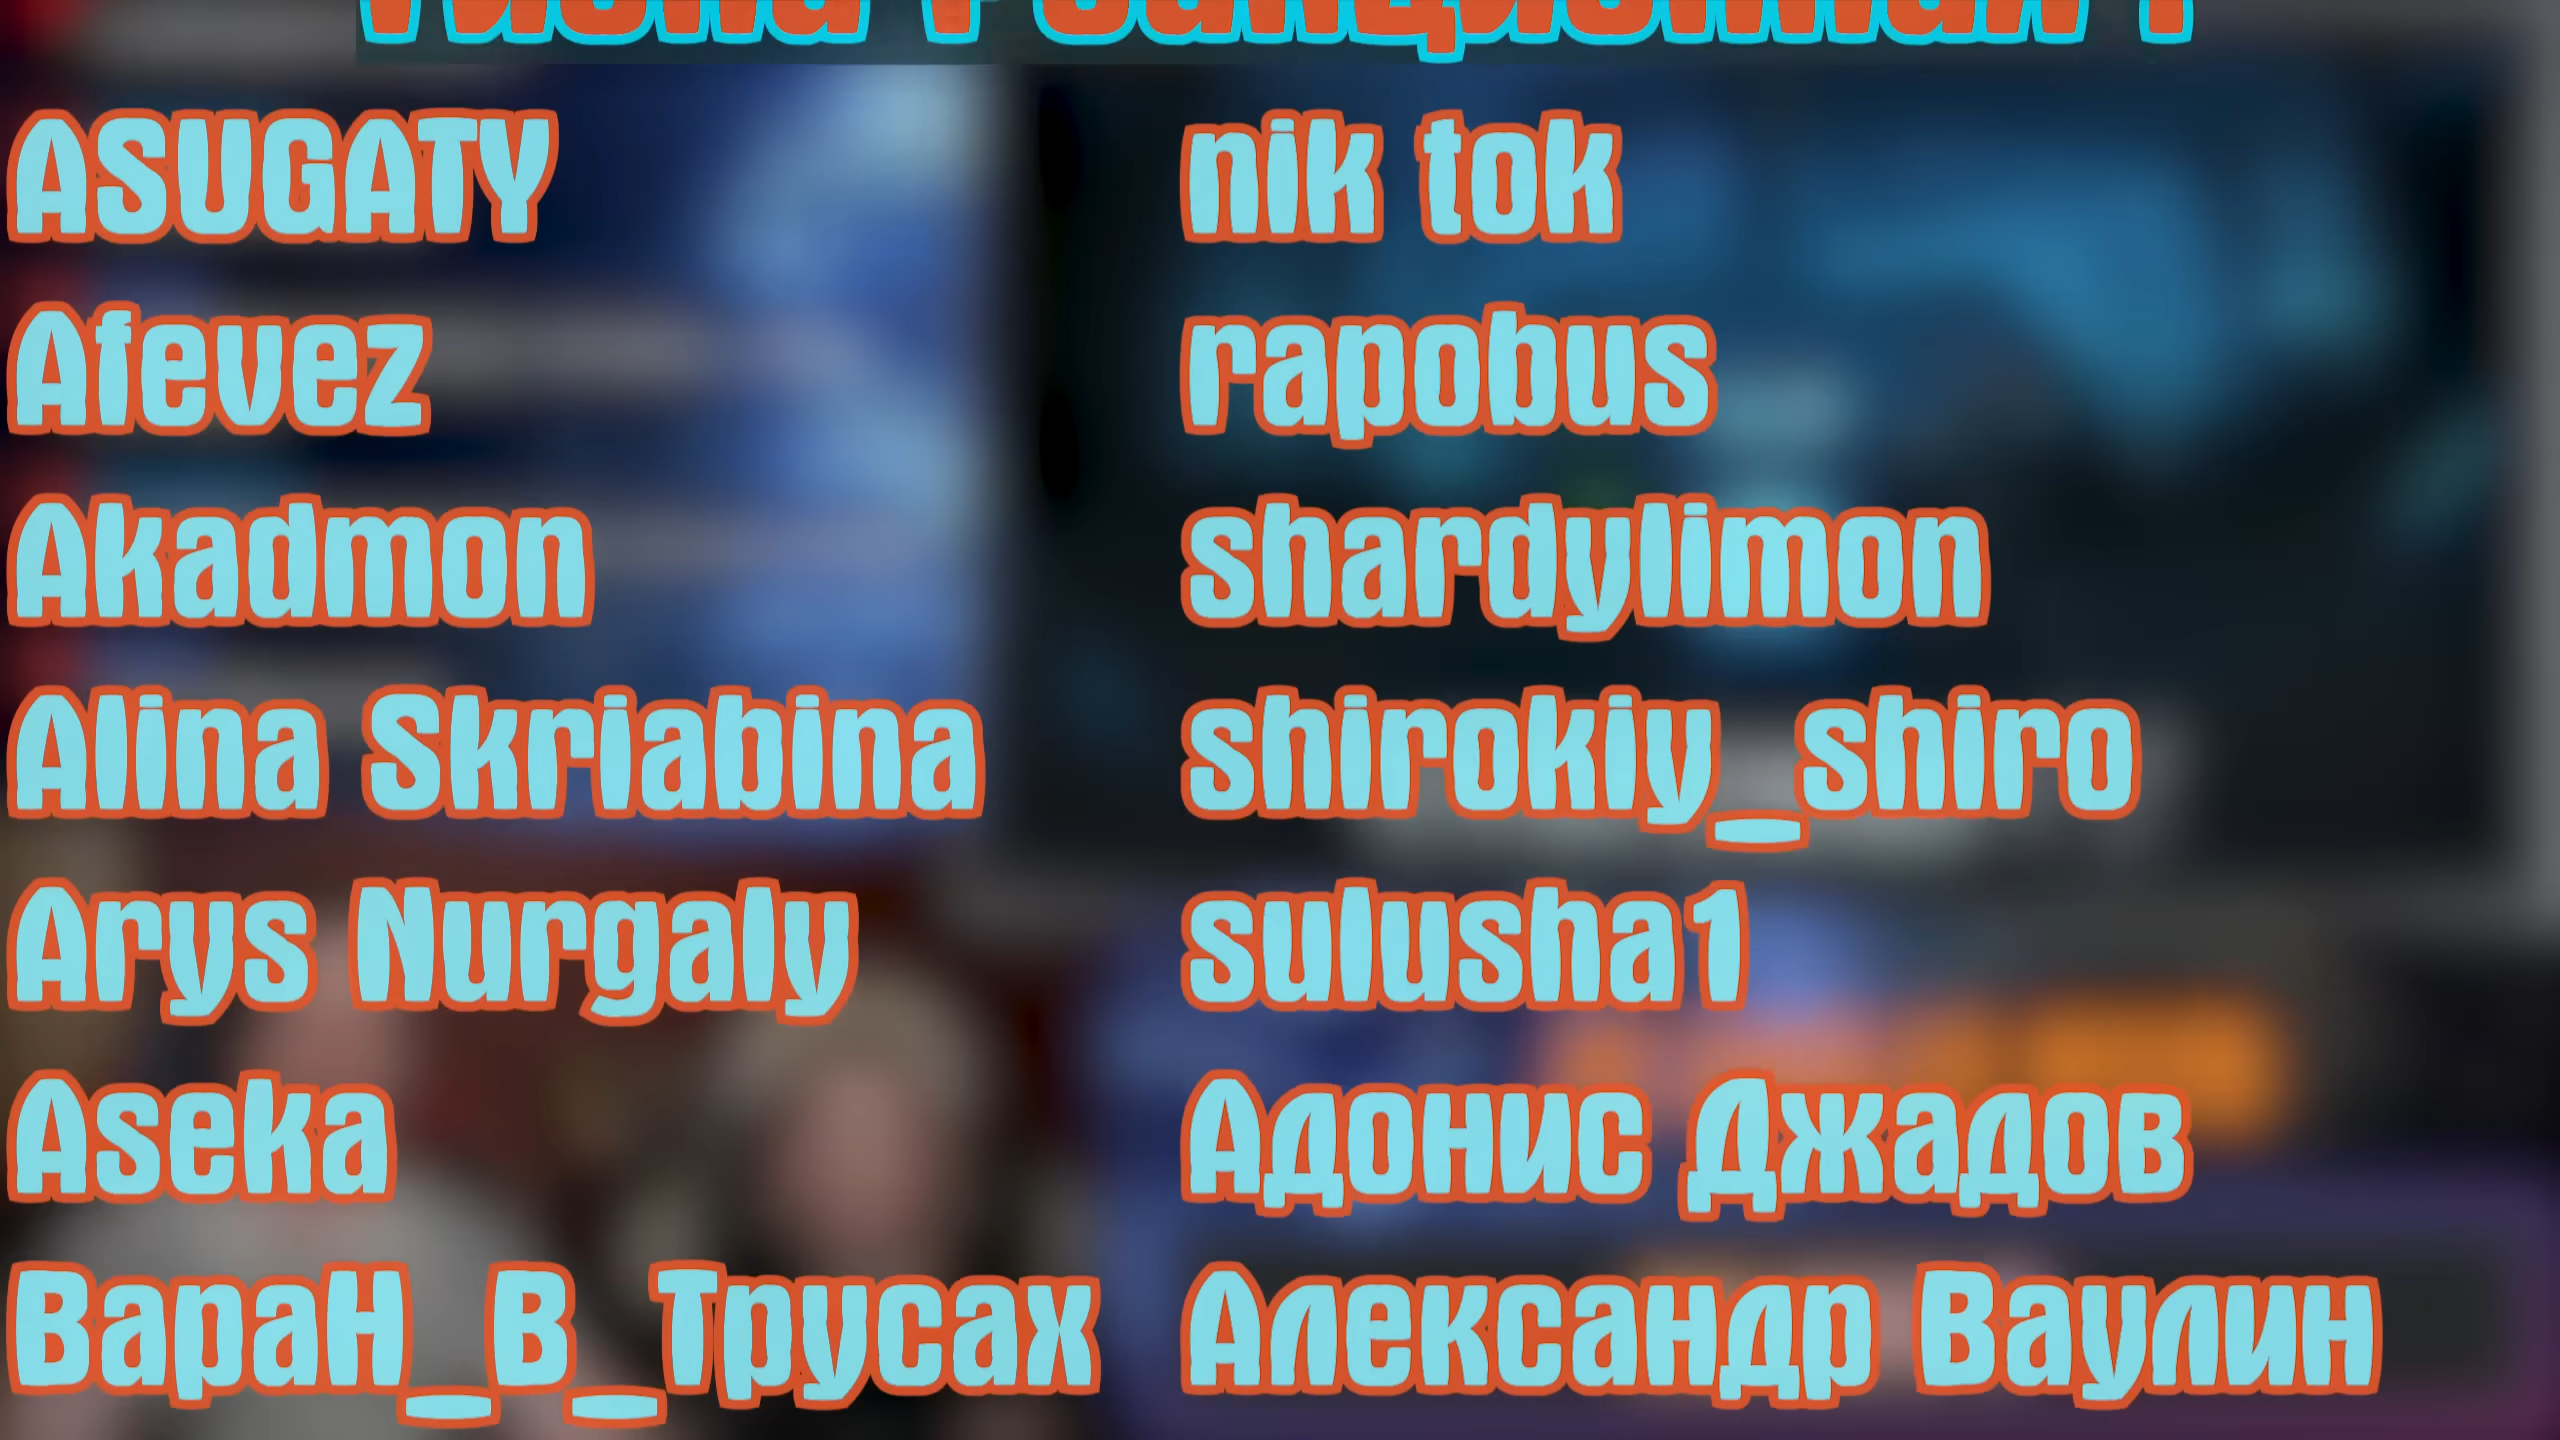 ASUGATY
Afevez
Akadmon
Alina Skriabina
Arys Nurgaly
Aseka
ВараН_В_Трусах
nik tok
rapobus
shardylimon
shirokiy_shiro
sulusha1
Адонис Джадов
Александр Ваулин